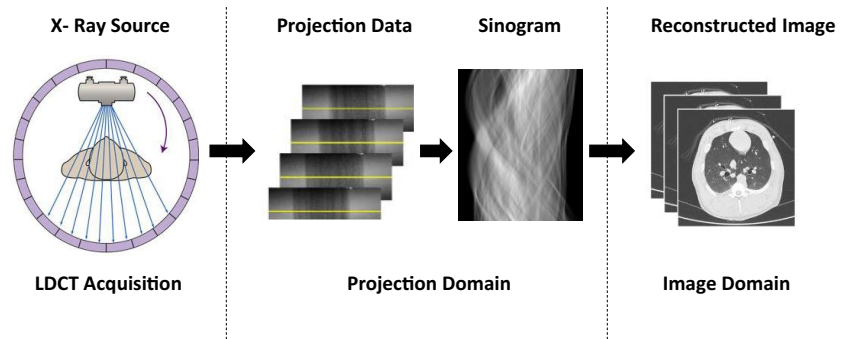 X- Ray Source
Projection Data
Sinogram
Reconstructed Image
LDCT Acquisition
Projection Domain
Image Domain